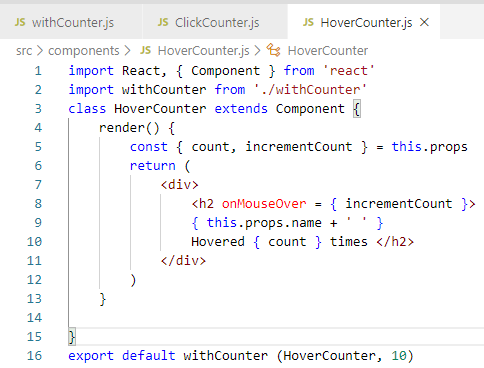 JS withCounter.js JS ClickCounter.js JS HoverCounter.js ×
src > components > JS HoverCounter.js > HoverCounter
1 import React, { Component } from 'react'
2 import withCounter from './withCounter'
3 class HoverCounter extends Component {
4 render() {
5 const { count, incrementCount } = this.props
6 return (
7 <div>
8 <h2 onMouseOver = { incrementCount }>
9 { this.props.name + ' ' }
10 Hovered { count } times </h2>
11 </div>
12 )
13 }
14
15 }
16 export default withCounter (HoverCounter, 10)